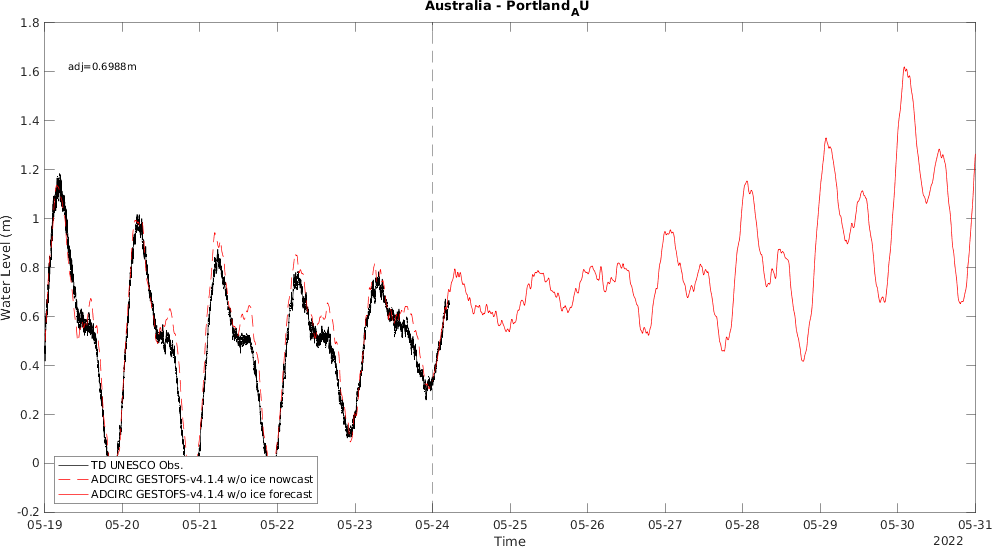 Australia - Portland_AU
adj=0.6988m
Water Level (m)
1.8
1.6
1.4
1.2
1
0.8
0.6
0.4
0.2
0
-0.2
TD UNESCO Obs.
ADCIRC GESTOFS-v4.1.4 w/o ice nowcast
ADCIRC GESTOFS-v4.1.4 w/o ice forecast
05-19 05-20 05-21 05-22 05-23 05-24 05-25 05-26 05-27 05-28 05-29 05-30 05-31
Time
2022